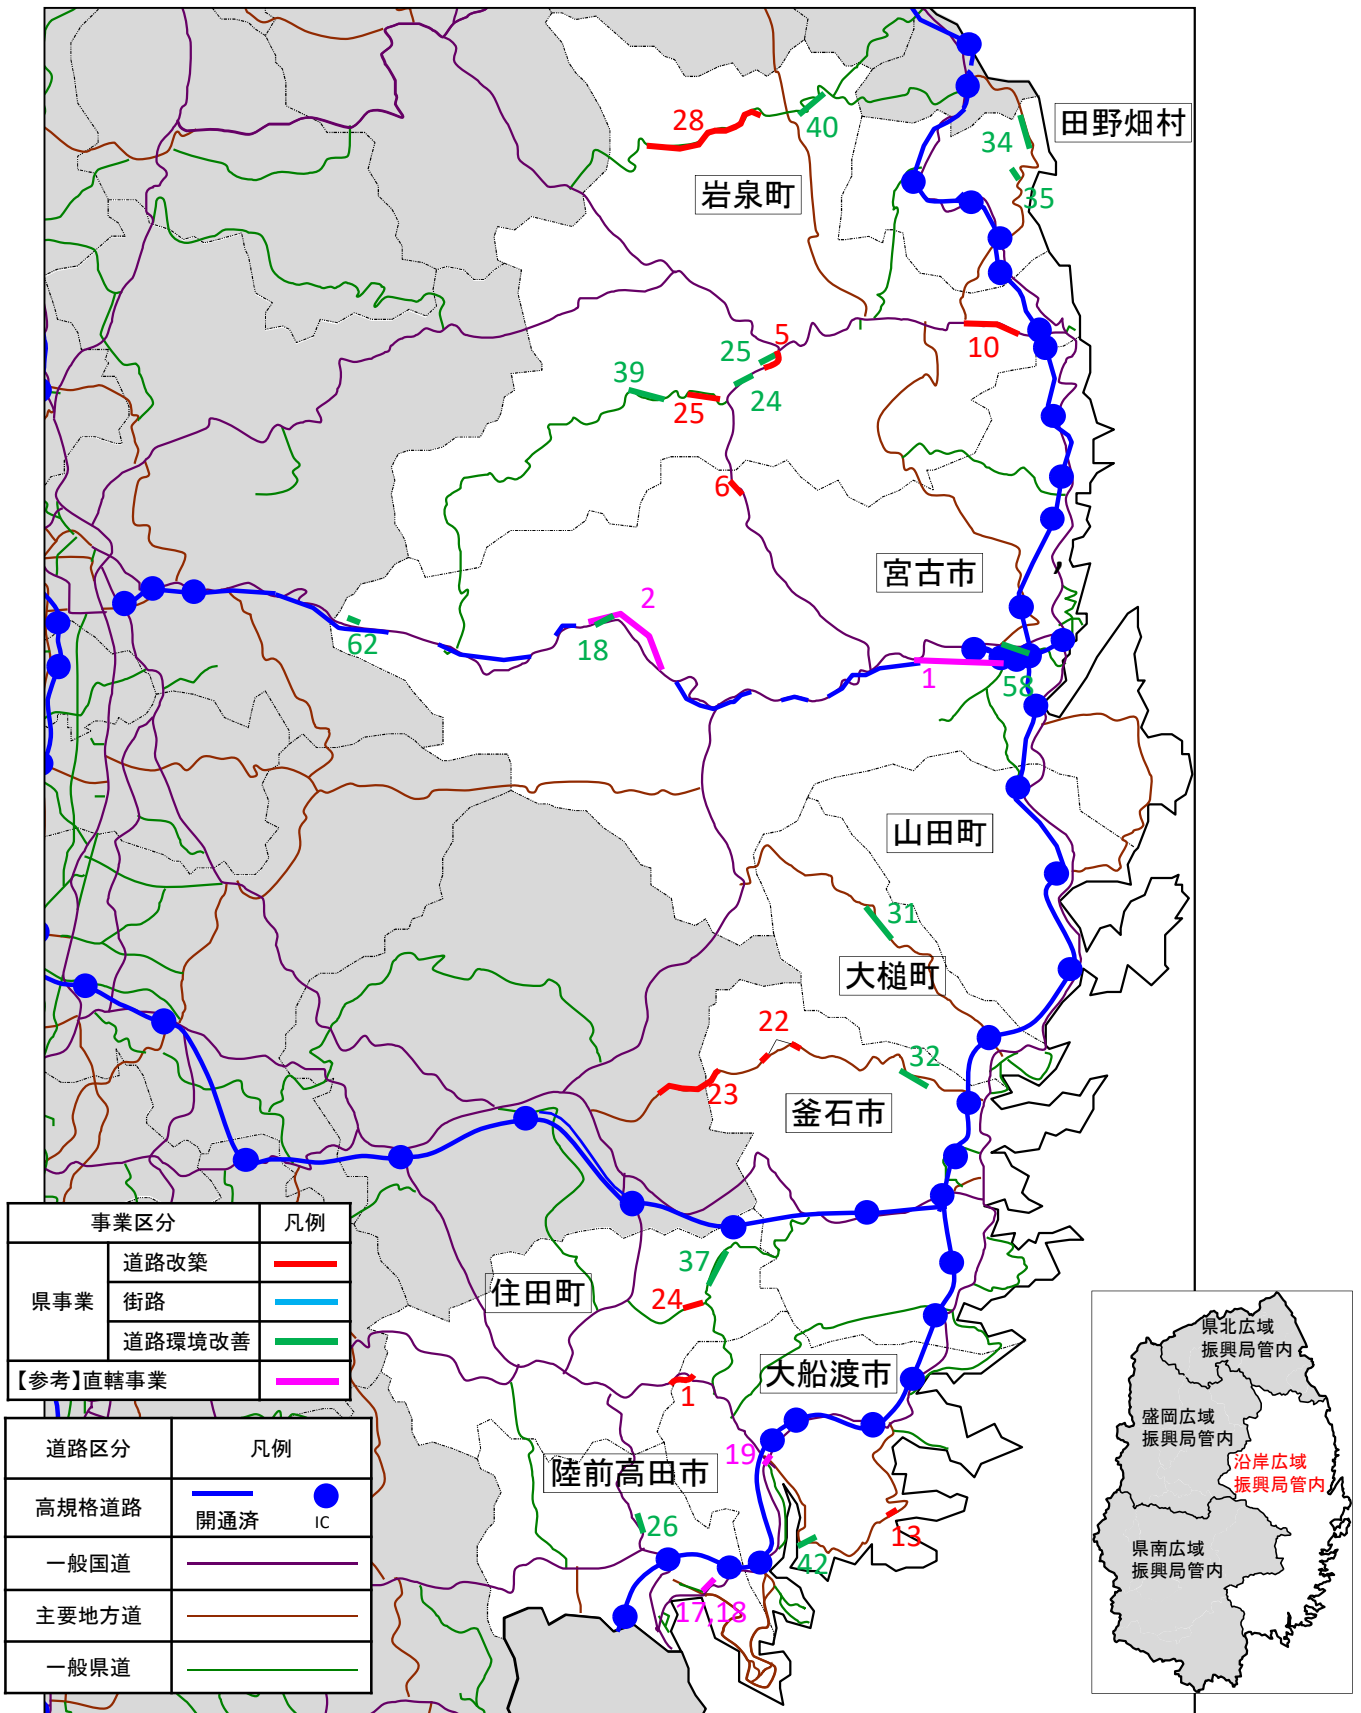 田野畑村
28
40
34
35
岩泉町
5
25
24
10
39
25
6
宮古市
2
18
62
1
58
山田町
31
大槌町
22
32
23
釜石市
37
住田町
24
大船渡市
1
19
陸前高田市
26
13
42
17,18
事業区分 凡例
県事業
道路改築
街路
道路環境改善
【参考】直轄事業
道路区分 凡例
高規格道路 開通済 IC
一般国道
主要地方道
一般県道
県北広域
振興局管内
盛岡広域
振興局管内
沿岸広域
振興局管内
県南広域
振興局管内